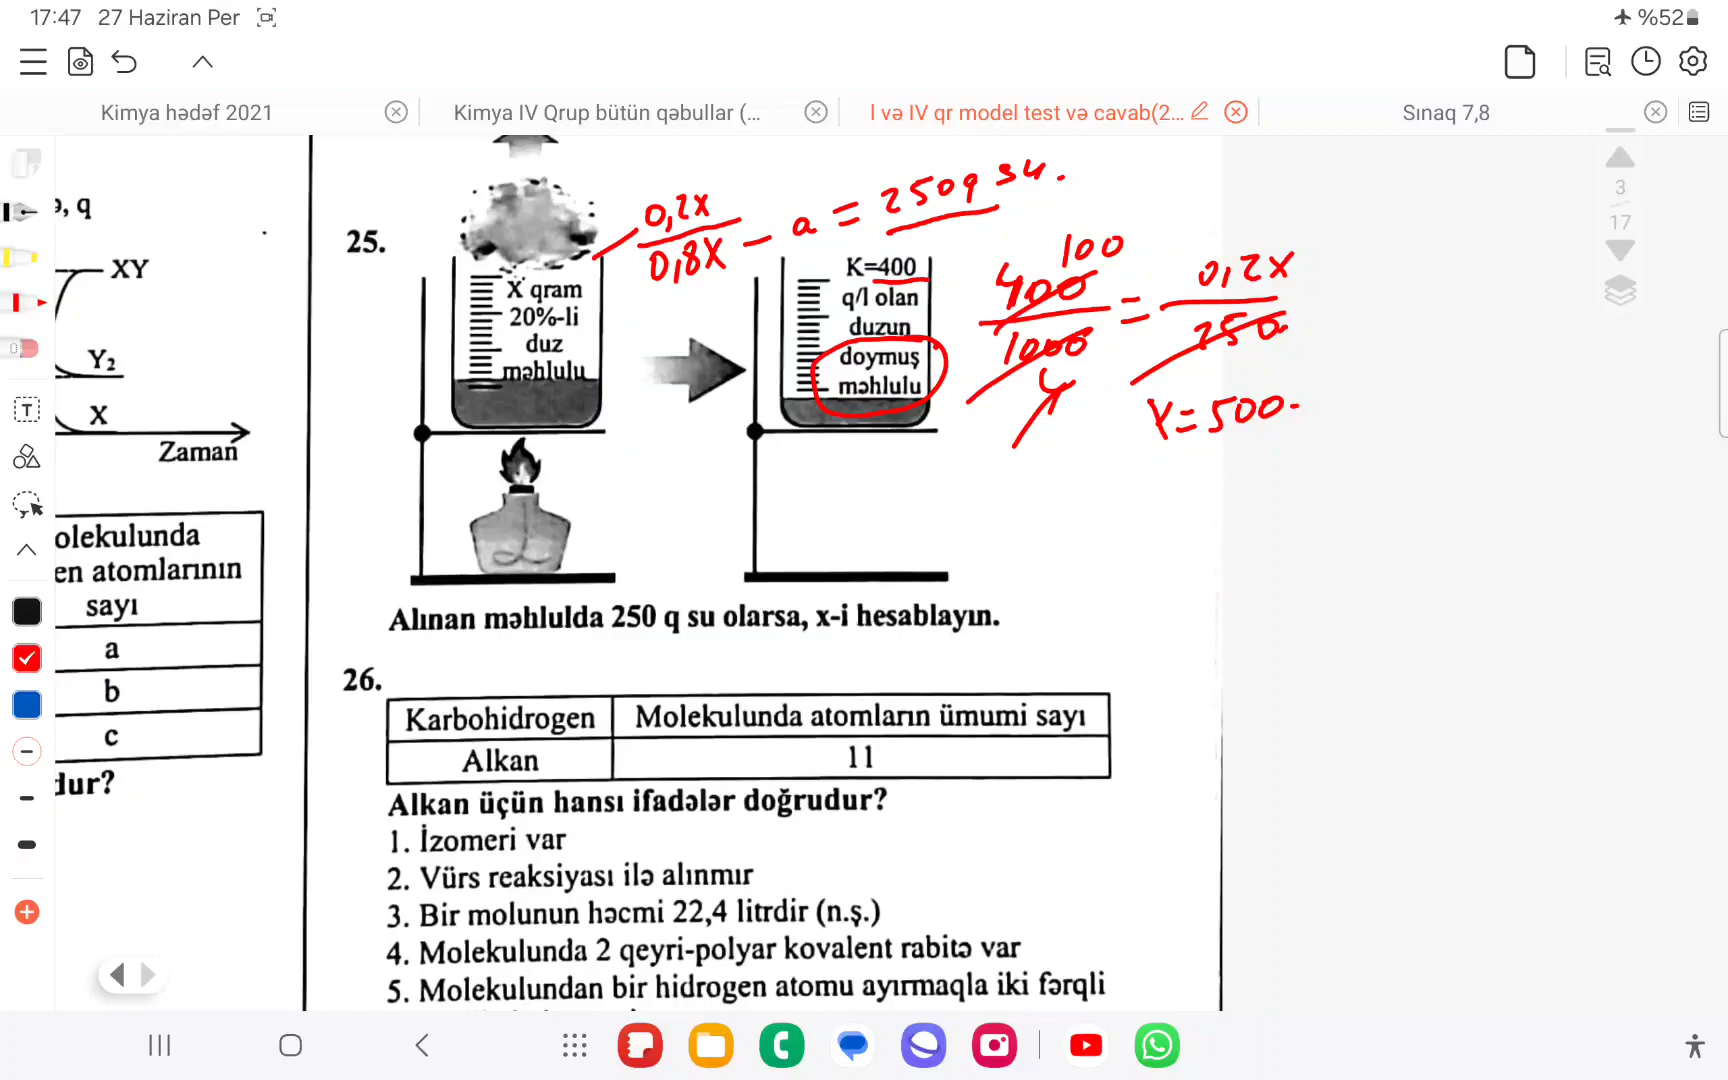 17:47 27 Haziran Per %52
Kimya hədəf 2021
Kimya IV Qrup bütün qəbullar (...
I və IV qr model test və cavab(2...
Sınaq 7,8
3
17
, q
XY
Y₂
X
Zaman
olekulunda
en atomlarının
sayı
a
b
c
dur?
25.
X qram
20%-li
duz
məhlulu
K=400
q/l olan
duzun
doymuş
məhlulu
0,2x
0,8x
- a = 250q su.
100
400
1000
4
=
0,2x
250
Y=500.
Alınan məhlulda 250 q su olarsa, x-i hesablayın.
26.
Karbohidrogen Molekulunda atomların ümumi sayı
Alkan 11
Alkan üçün hansı ifadələr doğrudur?
1. İzomeri var
2. Vürs reaksiyası ilə alınmır
3. Bir molunun həcmi 22,4 litrdir (n.ş.)
4. Molekulunda 2 qeyri-polyar kovalent rabitə var
5. Molekulundan bir hidrogen atomu ayırmaqla iki fərqli